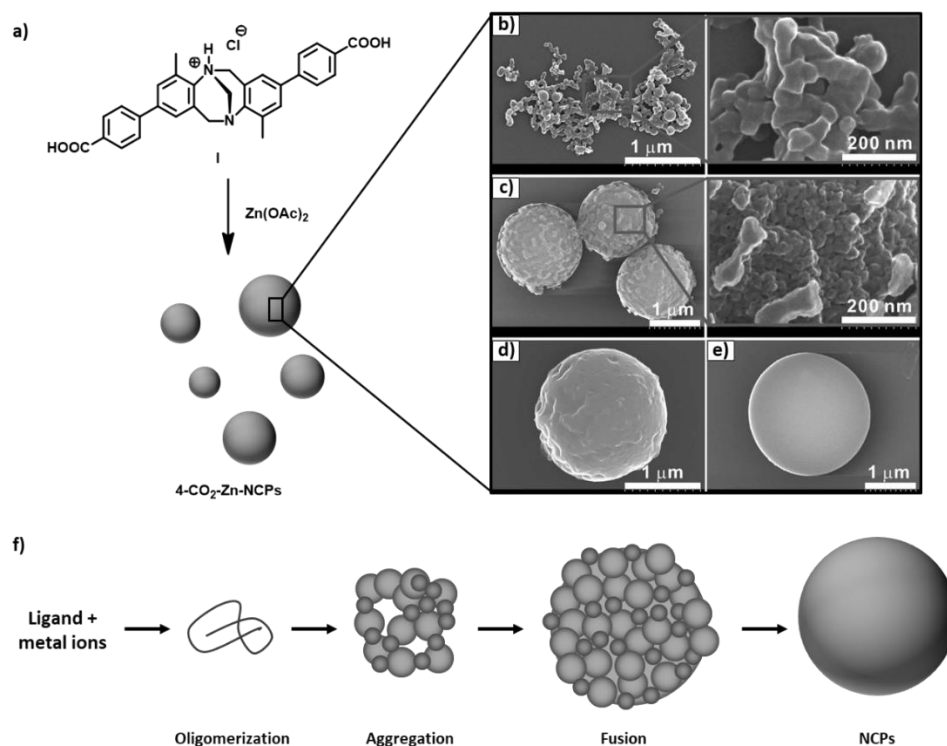 a)
H
Cl⊖
⊕
N
COOH
N
HOOC
I
Zn(OAc)₂
4-CO₂-Zn-NCPs
b)
1 μm
200 nm
c)
1 μm
200 nm
d)
1 μm
e)
1 μm
f)
Ligand +
metal ions
NCPs
Oligomerization
Aggregation
Fusion